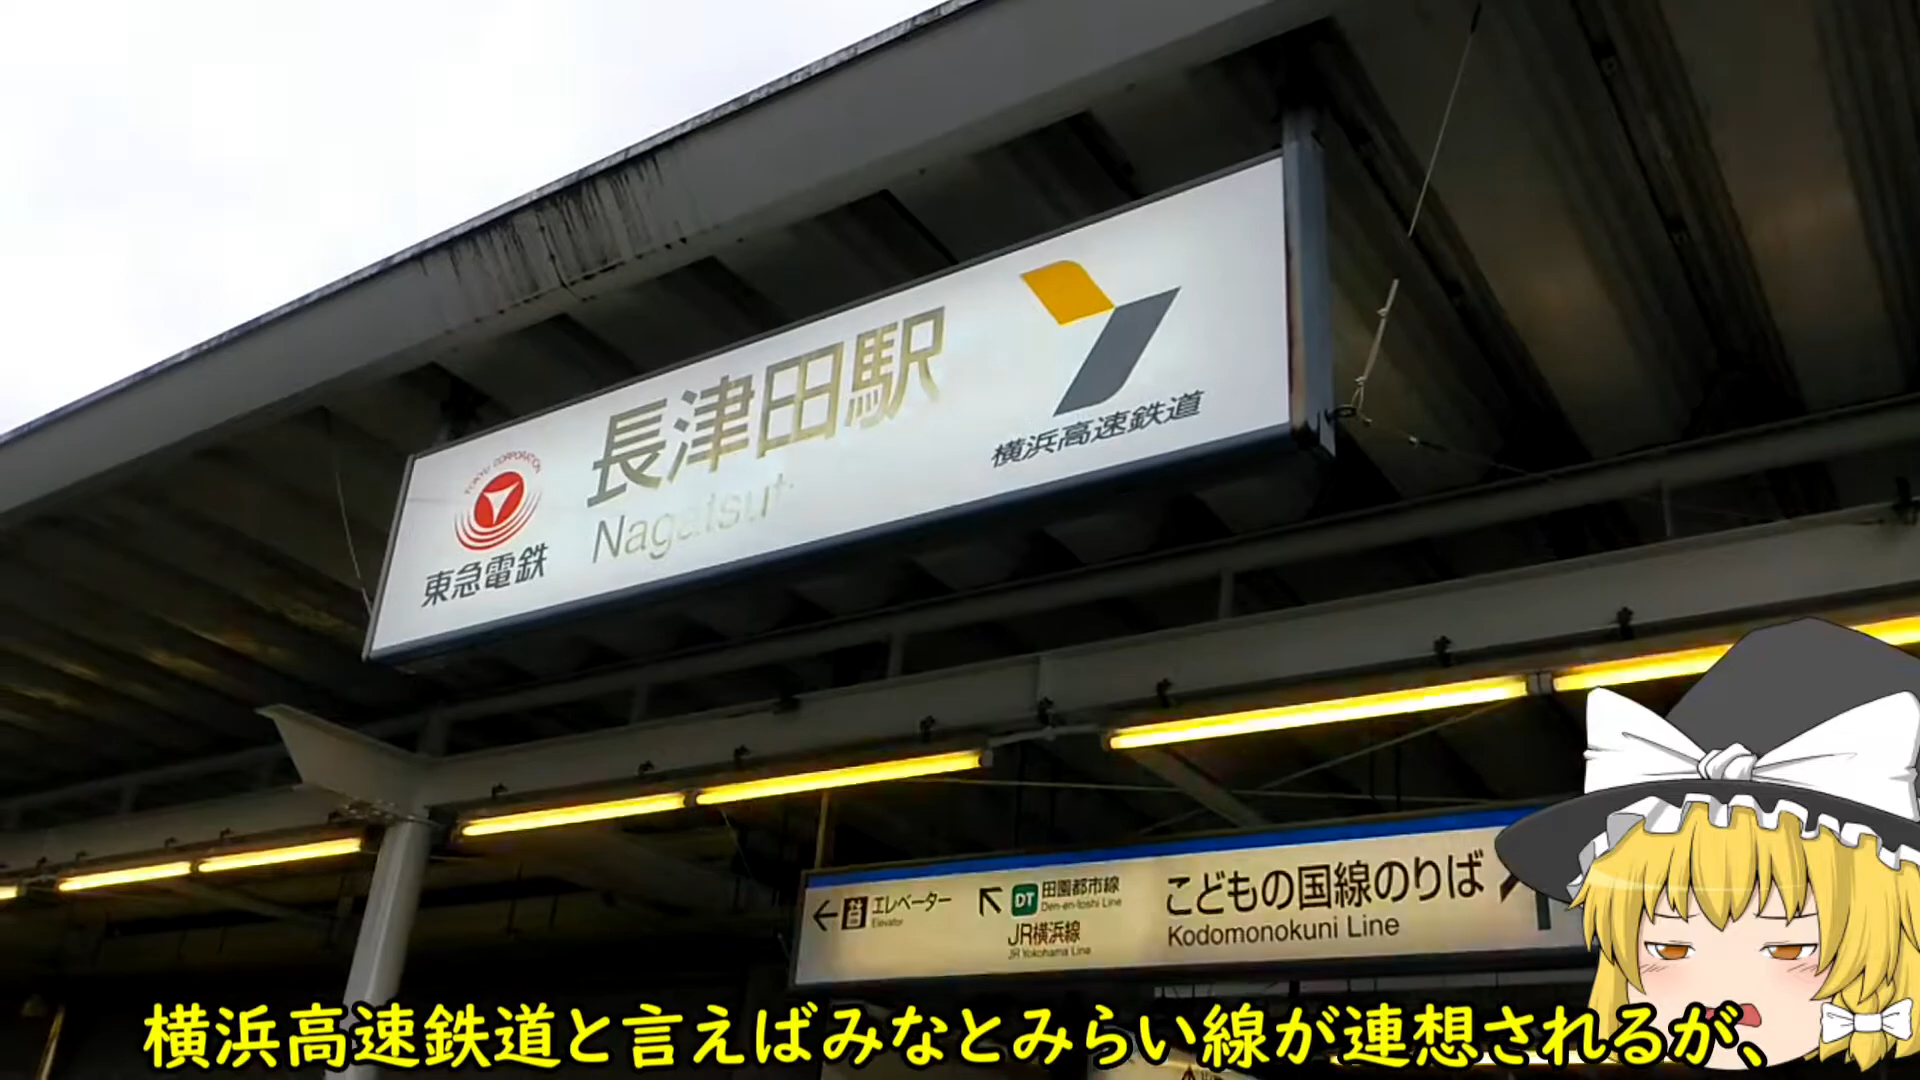 TOKYU CORPORATION
東急電鉄
長津田駅
Nagatsut
横浜高速鉄道
エレベーター
Elevator
DT 田園都市線
Den-en-toshi Line
JR横浜線
JR Yokohama Line
こどもの国線のりば
Kodomonokuni Line
横浜高速鉄道と言えばみなとみらい線が連想されるが、